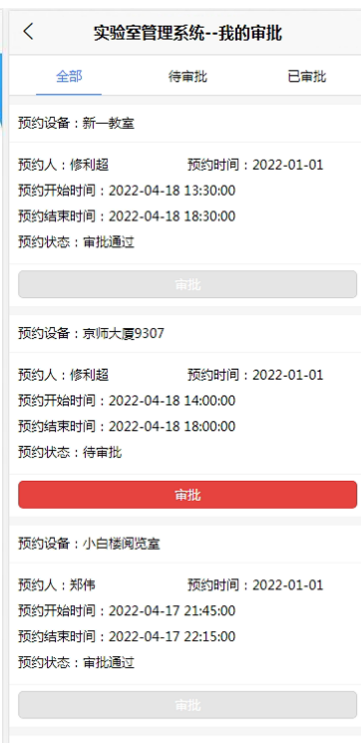 实验室管理系统--我的审批
全部 待审批 已审批
预约设备：新一教室
预约人：修利超 预约时间：2022-01-01
预约开始时间：2022-04-18 13:30:00
预约结束时间：2022-04-18 18:30:00
预约状态：审批通过
审批
预约设备：京师大厦9307
预约人：修利超 预约时间：2022-01-01
预约开始时间：2022-04-18 14:00:00
预约结束时间：2022-04-18 18:00:00
预约状态：待审批
审批
预约设备：小白楼阅览室
预约人：郑伟 预约时间：2022-01-01
预约开始时间：2022-04-17 21:45:00
预约结束时间：2022-04-17 22:15:00
预约状态：审批通过
审批